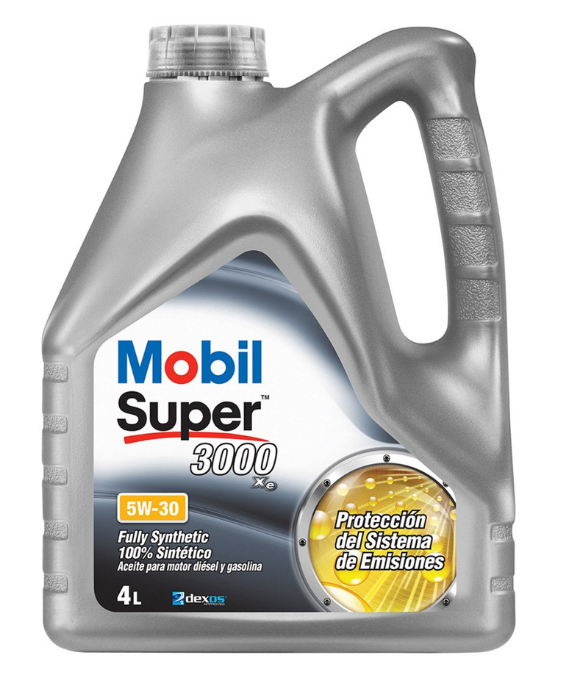 Mobil
Super™
3000
Xe
5W-30
Fully Synthetic
100% Sintético
Aceite para motor diésel y gasolina
4L
dexos
Protección
del Sistema
de Emisiones